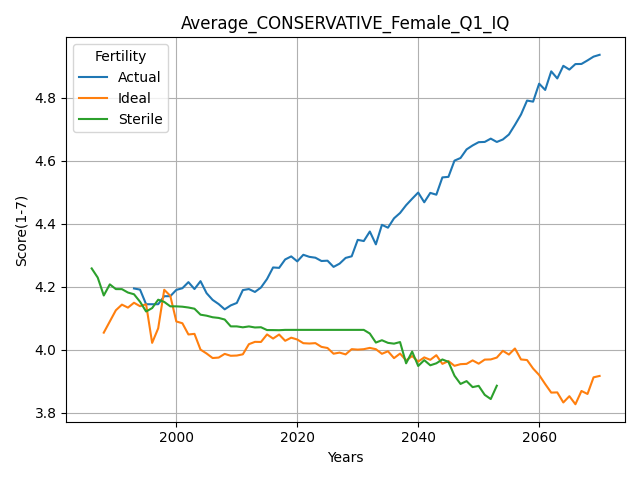 Average_CONSERVATIVE_Female_Q1_IQ
Fertility
Actual
Ideal
Sterile
Score(1-7)
4.8
4.6
4.4
4.2
4.0
3.8
2000
2020
2040
2060
Years